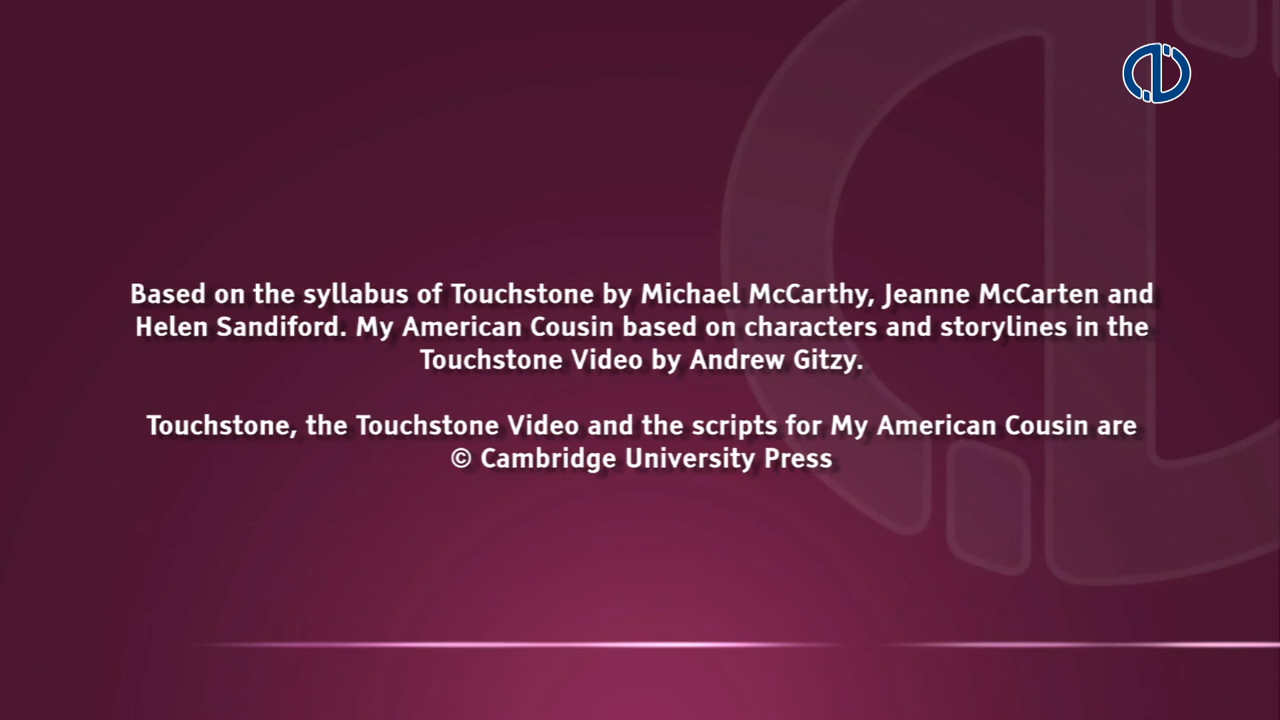 Based on the syllabus of Touchstone by Michael McCarthy, Jeanne McCarten and
Helen Sandiford. My American Cousin based on characters and storylines in the
Touchstone Video by Andrew Gitzy.
Touchstone, the Touchstone Video and the scripts for My American Cousin are
© Cambridge University Press